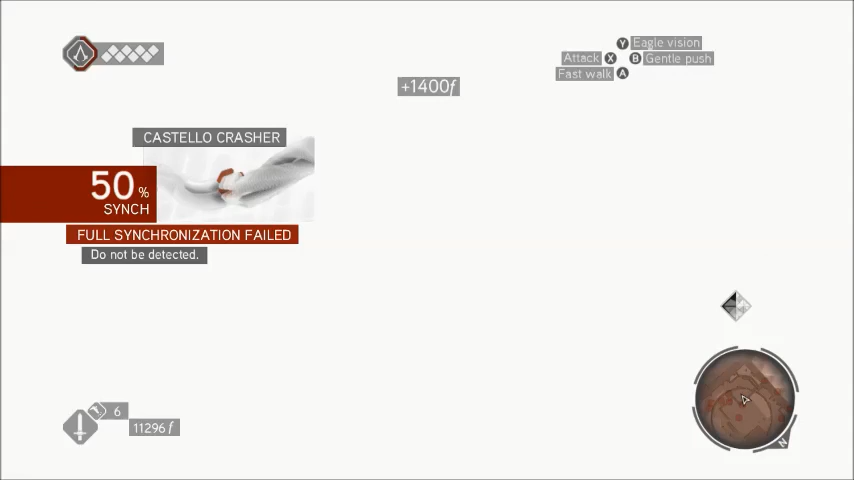 Y Eagle vision
Attack X B Gentle push
Fast walk A
+1400f
CASTELLO CRASHER
50 %
SYNCH
FULL SYNCHRONIZATION FAILED
Do not be detected.
6
11296 f
N